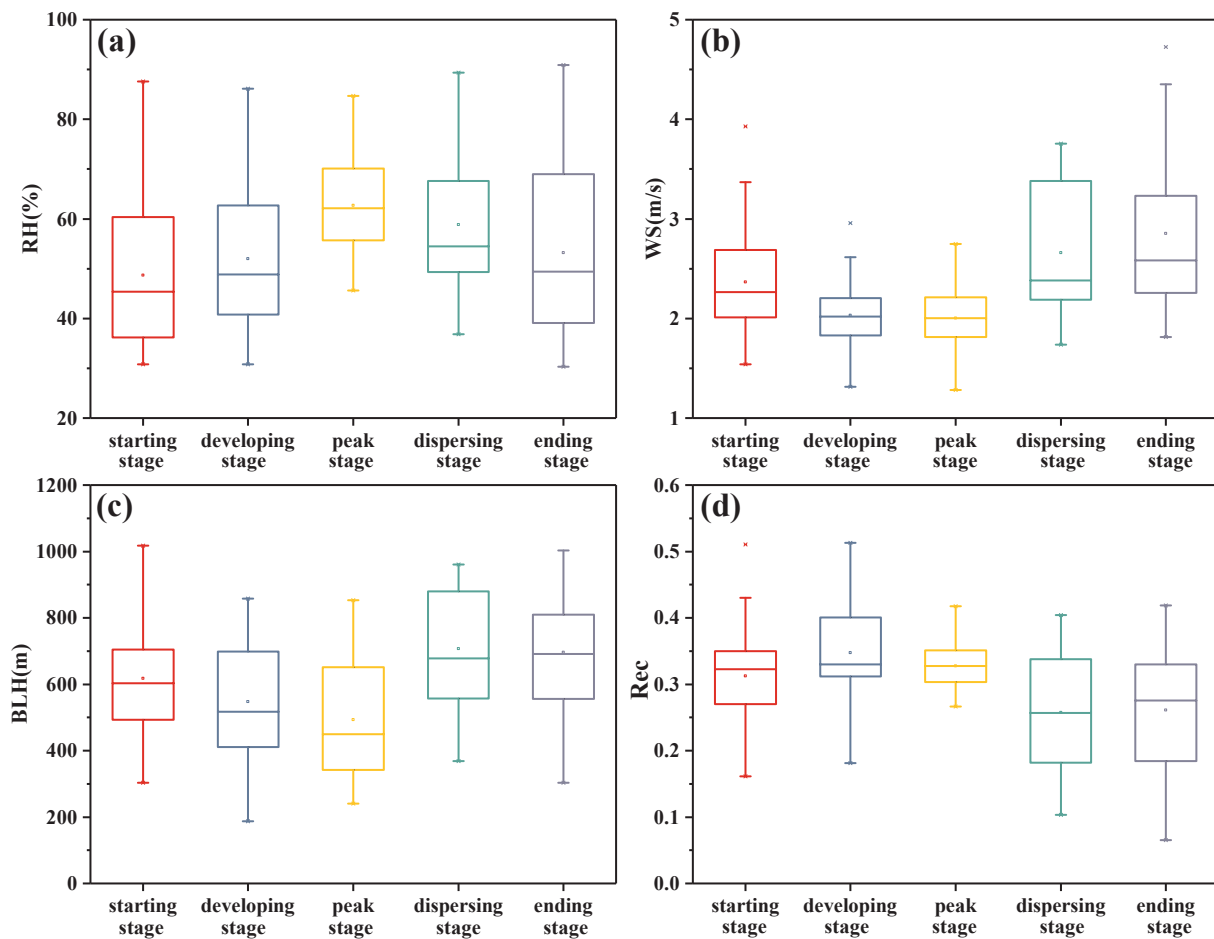 (a)
RH(%)
100
80
60
40
20
starting stage
developing stage
peak stage
dispersing stage
ending stage
(b)
WS(m/s)
5
4
3
2
1
starting stage
developing stage
peak stage
dispersing stage
ending stage
(c)
BLH(m)
1200
1000
800
600
400
200
0
starting stage
developing stage
peak stage
dispersing stage
ending stage
(d)
Rec
0.6
0.5
0.4
0.3
0.2
0.1
0.0
starting stage
developing stage
peak stage
dispersing stage
ending stage